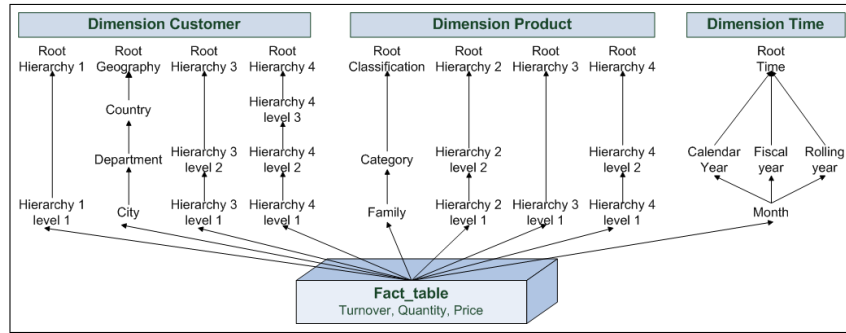 Dimension Customer
Dimension Product
Dimension Time
Root
Hierarchy 1
Root
Geography
Root
Hierarchy 3
Root
Hierarchy 4
Root
Classification
Root
Hierarchy 2
Root
Hierarchy 3
Root
Hierarchy 4
Root
Time
Hierarchy 4
level 3
Country
Department
Hierarchy 3
level 2
Hierarchy 4
level 2
Category
Hierarchy 2
level 2
Hierarchy 4
level 2
Calendar
Year
Fiscal
year
Rolling
year
Hierarchy 1
level 1
City
Hierarchy 3
level 1
Hierarchy 4
level 1
Family
Hierarchy 2
level 1
Hierarchy 3
level 1
Hierarchy 4
level 1
Month
Fact_table
Turnover, Quantity, Price